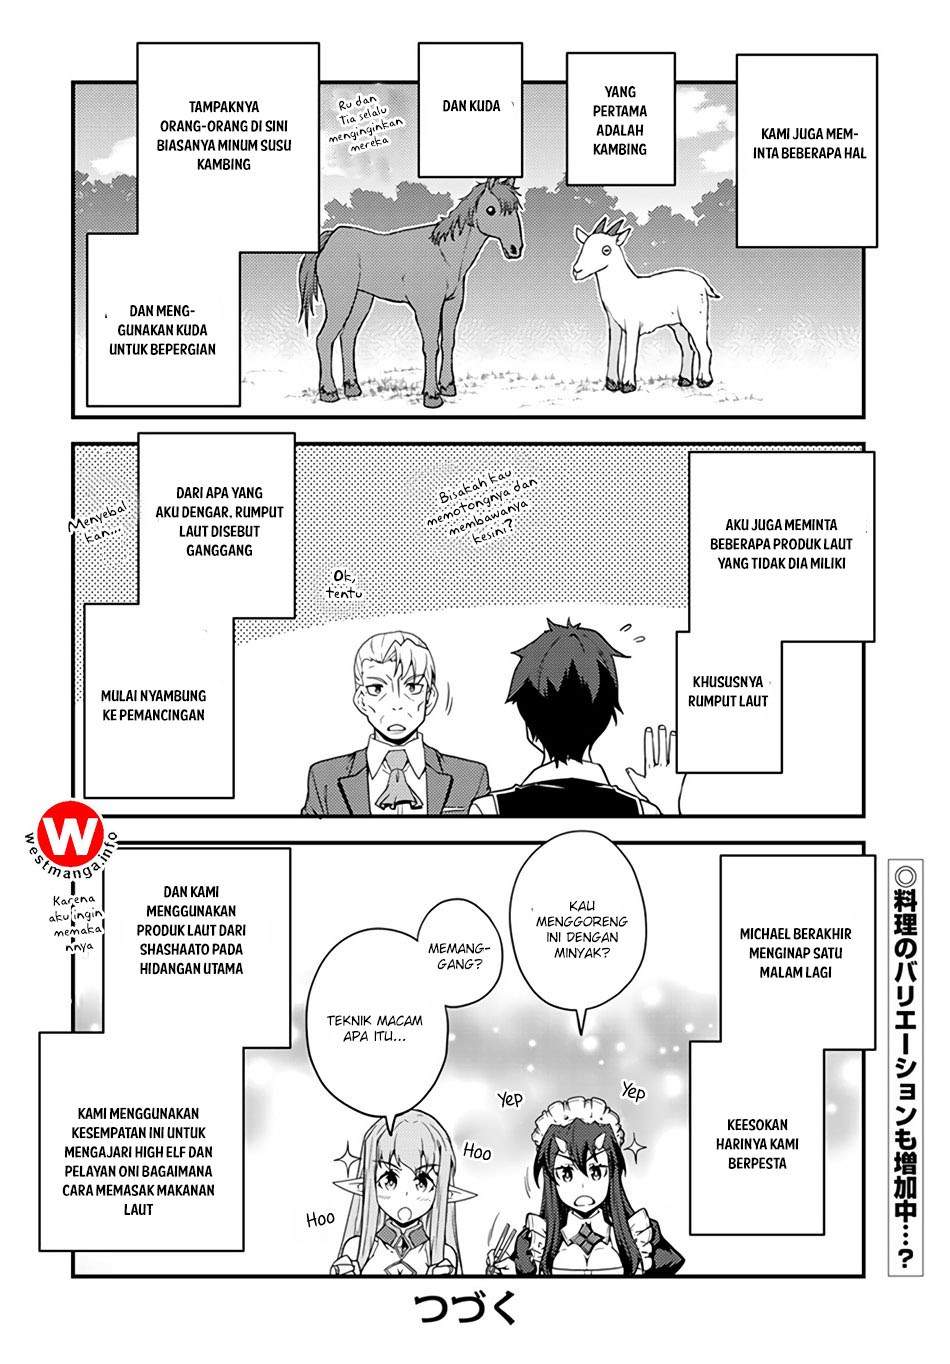 KAMI JUGA MEM-
INTA BEBERAPA HAL
YANG
PERTAMA
ADALAH
KAMBING
DAN KUDA
Ru dan
Tia selalu
menginginkan
mereka
TAMPAKNYA
ORANG-ORANG DI SINI
BIASANYA MINUM SUSU
KAMBING
DAN MENG-
GUNAKAN KUDA
UNTUK BEPERGIAN
AKU JUGA MEMINTA
BEBERAPA PRODUK LAUT
YANG TIDAK DIA MILIKI
KHUSUSNYA
RUMPUT LAUT
Bisakah kau
memotongnya dan
membawanya
kesini?
Ok,
tentu
DARI APA YANG
AKU DENGAR, RUMPUT
LAUT DISEBUT
GANGGANG
Menyebal
kan...
MULAI NYAMBUNG
KE PEMANCINGAN
MICHAEL BERAKHIR
MENGINAP SATU
MALAM LAGI
KEESOKAN
HARINYA KAMI
BERPESTA
KAU
MENGGORENG
INI DENGAN
MINYAK?
MEMANG-
GANG?
TEKNIK MACAM
APA ITU...
Yep
Yep
Hoo
Hoo
DAN KAMI
MENGGUNAKAN
PRODUK LAUT DARI
SHASHAATO PADA
HIDANGAN UTAMA
Karena
aku ingin
memaka
nnya
KAMI MENGGUNAKAN
KESEMPATAN INI UNTUK
MENGAJARI HIGH ELF DAN
PELAYAN ONI BAGAIMANA
CARA MEMASAK MAKANAN
LAUT
W
westmanga.info
◎料理のバリエーションも増加中…?
つづく